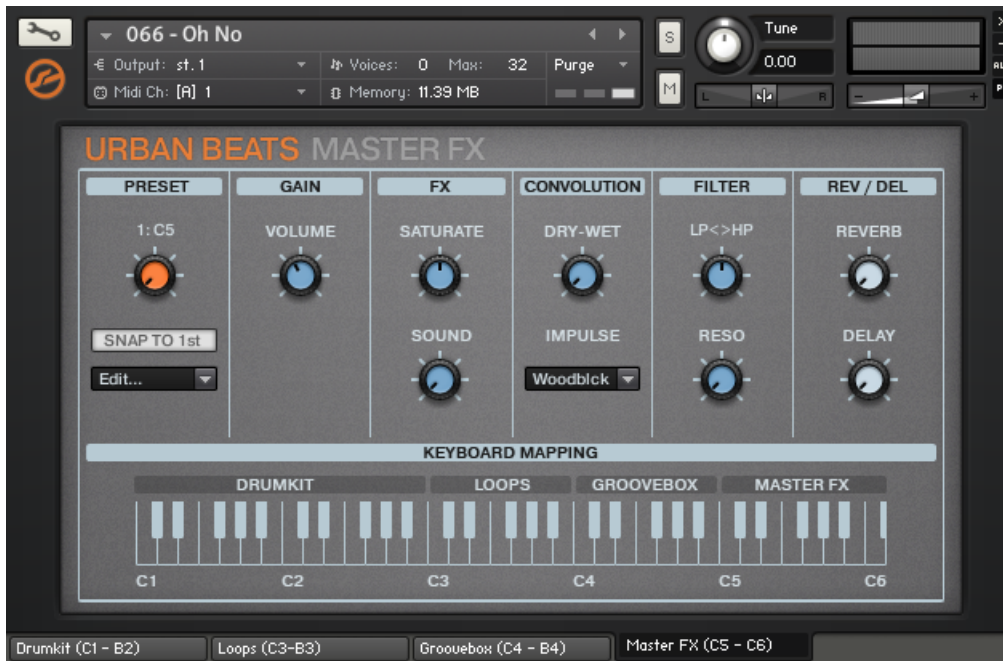 066 - Oh No
S
Tune
Output: st.1
Voices: 0 Max: 32
Purge
0.00
Midi Ch: [A] 1
Memory: 11.39 MB
M
L
R
-
+
URBAN BEATS MASTER FX
PRESET
GAIN
FX
CONVOLUTION
FILTER
REV / DEL
1: C5
VOLUME
SATURATE
DRY-WET
LP<>HP
REVERB
SNAP TO 1st
SOUND
IMPULSE
RESO
DELAY
Edit...
Woodblck
KEYBOARD MAPPING
DRUMKIT
LOOPS
GROOVEBOX
MASTER FX
C1
C2
C3
C4
C5
C6
Drumkit (C1 - B2)
Loops (C3-B3)
Groovebox (C4 - B4)
Master FX (C5 - C6)